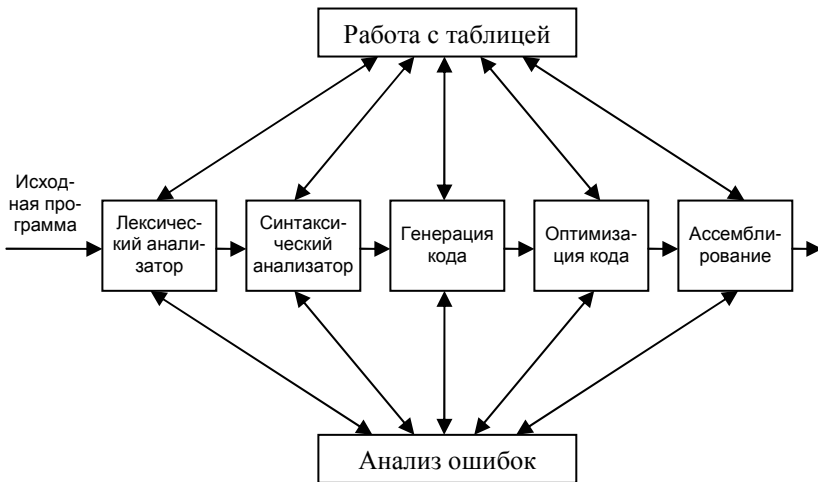 Работа с таблицей
Исход-
ная про-
грамма
Лексичес-
кий анали-
затор
Синтакси-
ческий
анализатор
Генерация
кода
Оптимиза-
ция кода
Ассембли-
рование
Анализ ошибок